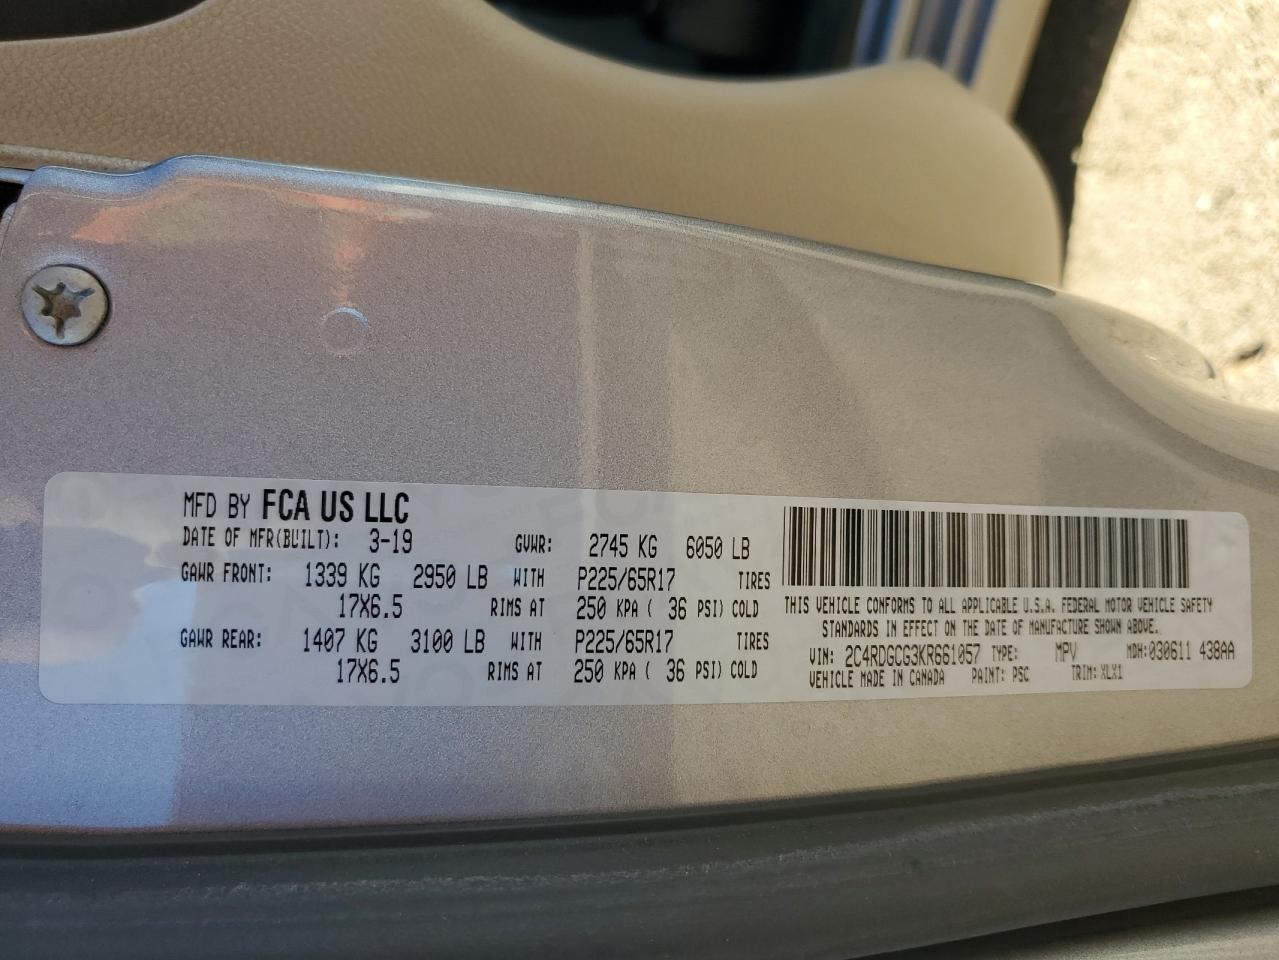 MFD BY FCA US LLC
DATE OF MFR(BUILT): 3-19 GVWR: 2745 KG 6050 LB
GAWR FRONT: 1339 KG 2950 LB WITH P225/65R17 TIRES
17X6.5 RIMS AT 250 KPA ( 36 PSI) COLD
GAWR REAR: 1407 KG 3100 LB WITH P225/65R17 TIRES
17X6.5 RIMS AT 250 KPA ( 36 PSI) COLD
THIS VEHICLE CONFORMS TO ALL APPLICABLE U.S.A. FEDERAL MOTOR VEHICLE SAFETY
STANDARDS IN EFFECT ON THE DATE OF MANUFACTURE SHOWN ABOVE.
VIN: 2C4RDGCG3KR661057 TYPE: MPV MDH:030611 438AA
VEHICLE MADE IN CANADA PAINT: PSC TRIM: XLX1